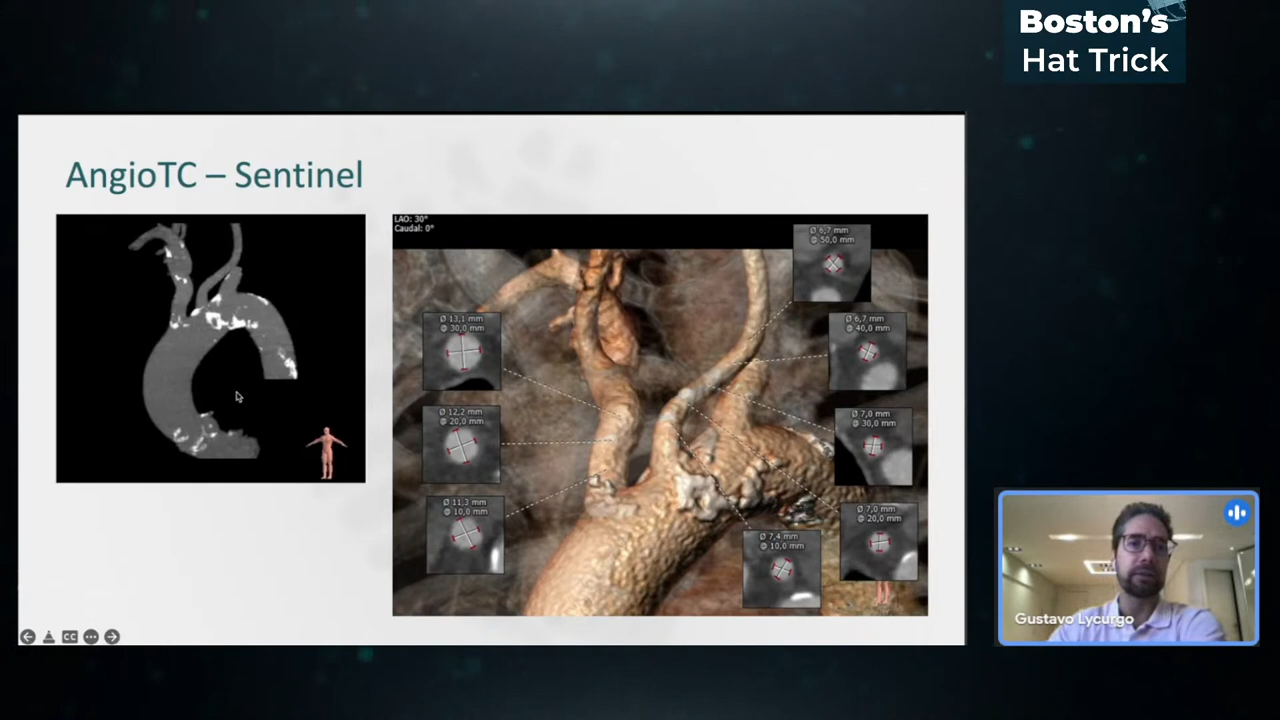 Boston's
Hat Trick
AngioTC – Sentinel
LAO: 30°
Caudal: 0°
Ø 6,7 mm
@ 50,0 mm
Ø 13,1 mm
@ 30,0 mm
Ø 6,7 mm
@ 40,0 mm
Ø 12,2 mm
@ 20,0 mm
Ø 7,0 mm
@ 30,0 mm
Ø 11,3 mm
@ 10,0 mm
Ø 7,0 mm
@ 20,0 mm
Ø 7,4 mm
@ 10,0 mm
CC
Gustavo Lycurgo